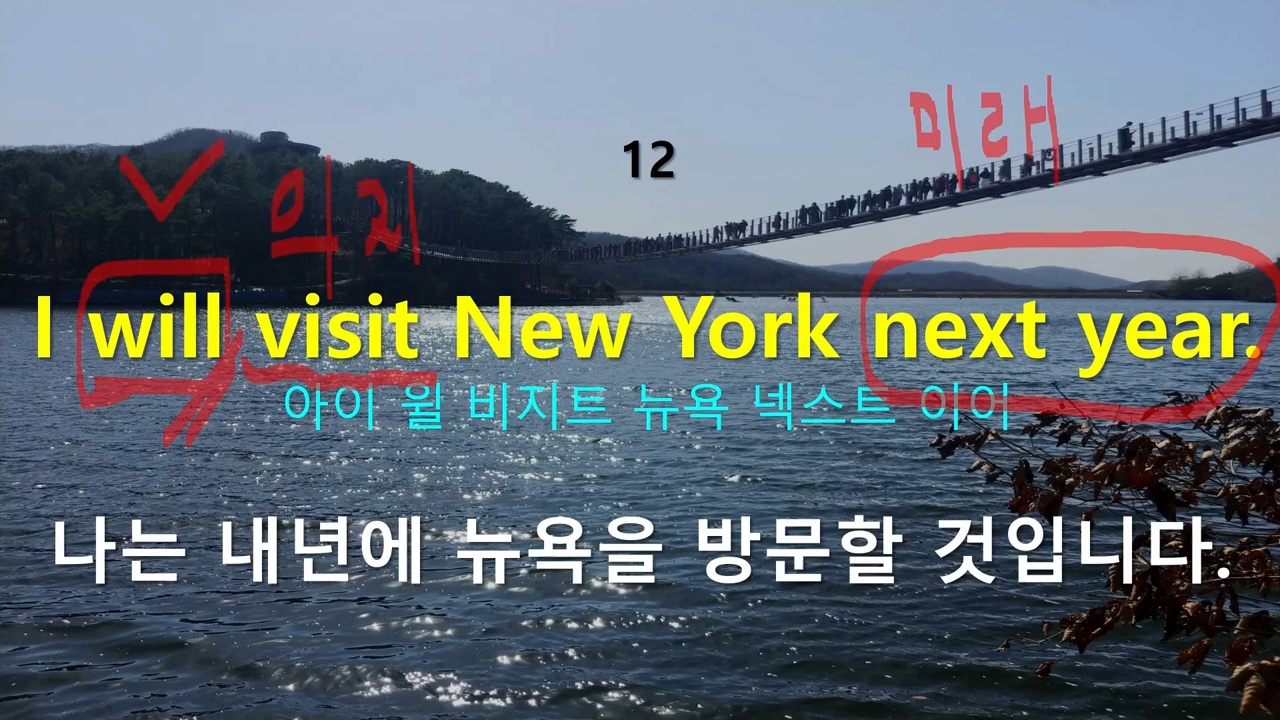 미래
12
의지
I will visit New York next year.
아이 윌 비지트 뉴욕 넥스트 이어
나는 내년에 뉴욕을 방문할 것입니다.